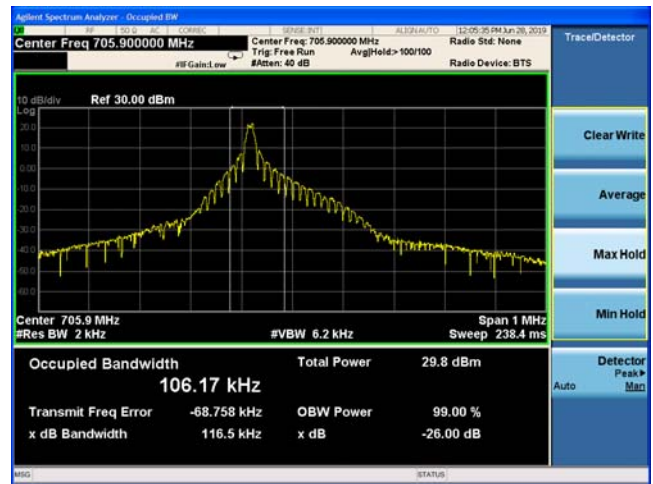 Agilent Spectrum Analyzer - Occupied BW
RF 50 Ω AC CORREC SENSE:INT ALIGN AUTO 12:05:35 PM Jun 28, 2019
Center Freq 705.900000 MHz
Center Freq: 705.900000 MHz
Radio Std: None
Trig: Free Run Avg|Hold:> 100/100
#IFGain:Low #Atten: 40 dB Radio Device: BTS
Trace/Detector
10 dB/div Ref 30.00 dBm
Log
20.0
10.0
0.00
-10.0
-20.0
-30.0
-40.0
-50.0
-60.0
Center 705.9 MHz Span 1 MHz
#Res BW 2 kHz #VBW 6.2 kHz Sweep 238.4 ms
Occupied Bandwidth Total Power 29.8 dBm
106.17 kHz
Transmit Freq Error -68.758 kHz OBW Power 99.00 %
x dB Bandwidth 116.5 kHz x dB -26.00 dB
Clear Write
Average
Max Hold
Min Hold
Detector
Peak▶
Auto Man
MSG STATUS